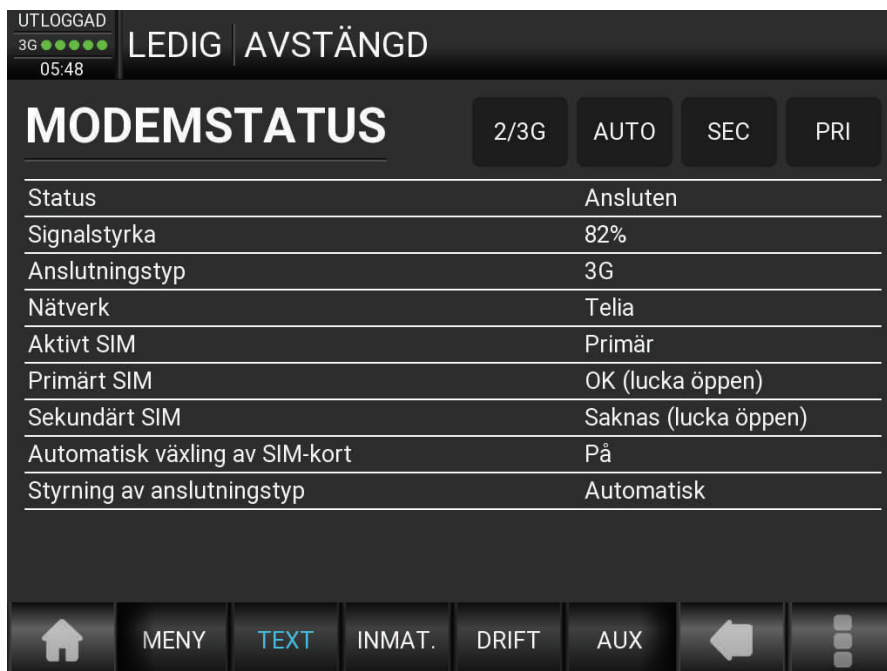 UTLOGGAD
3G
05:48
LEDIG AVSTÄNGD
MODEMSTATUS
2/3G AUTO SEC PRI
Status Ansluten
Signalstyrka 82%
Anslutningstyp 3G
Nätverk Telia
Aktivt SIM Primär
Primärt SIM OK (lucka öppen)
Sekundärt SIM Saknas (lucka öppen)
Automatisk växling av SIM-kort På
Styrning av anslutningstyp Automatisk
MENY TEXT INMAT. DRIFT AUX